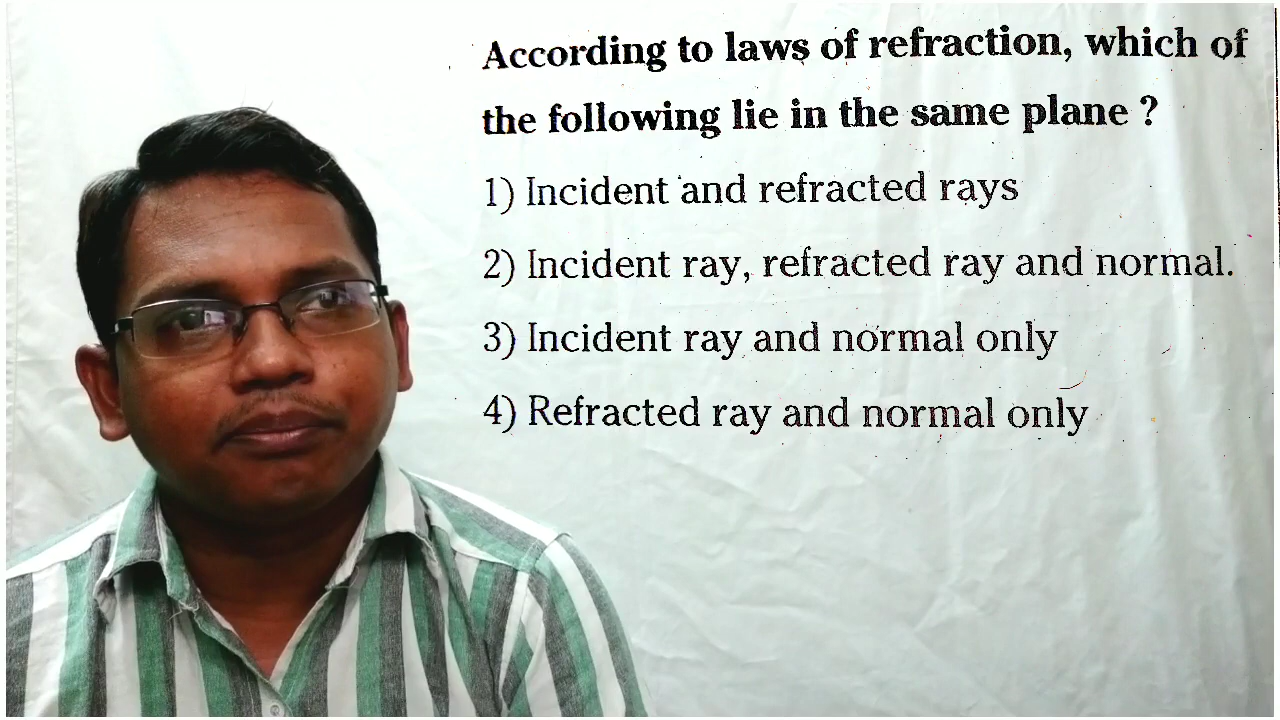 According to laws of refraction, which of
the following lie in the same plane ?
1) Incident and refracted rays
2) Incident ray, refracted ray and normal.
3) Incident ray and normal only
4) Refracted ray and normal only